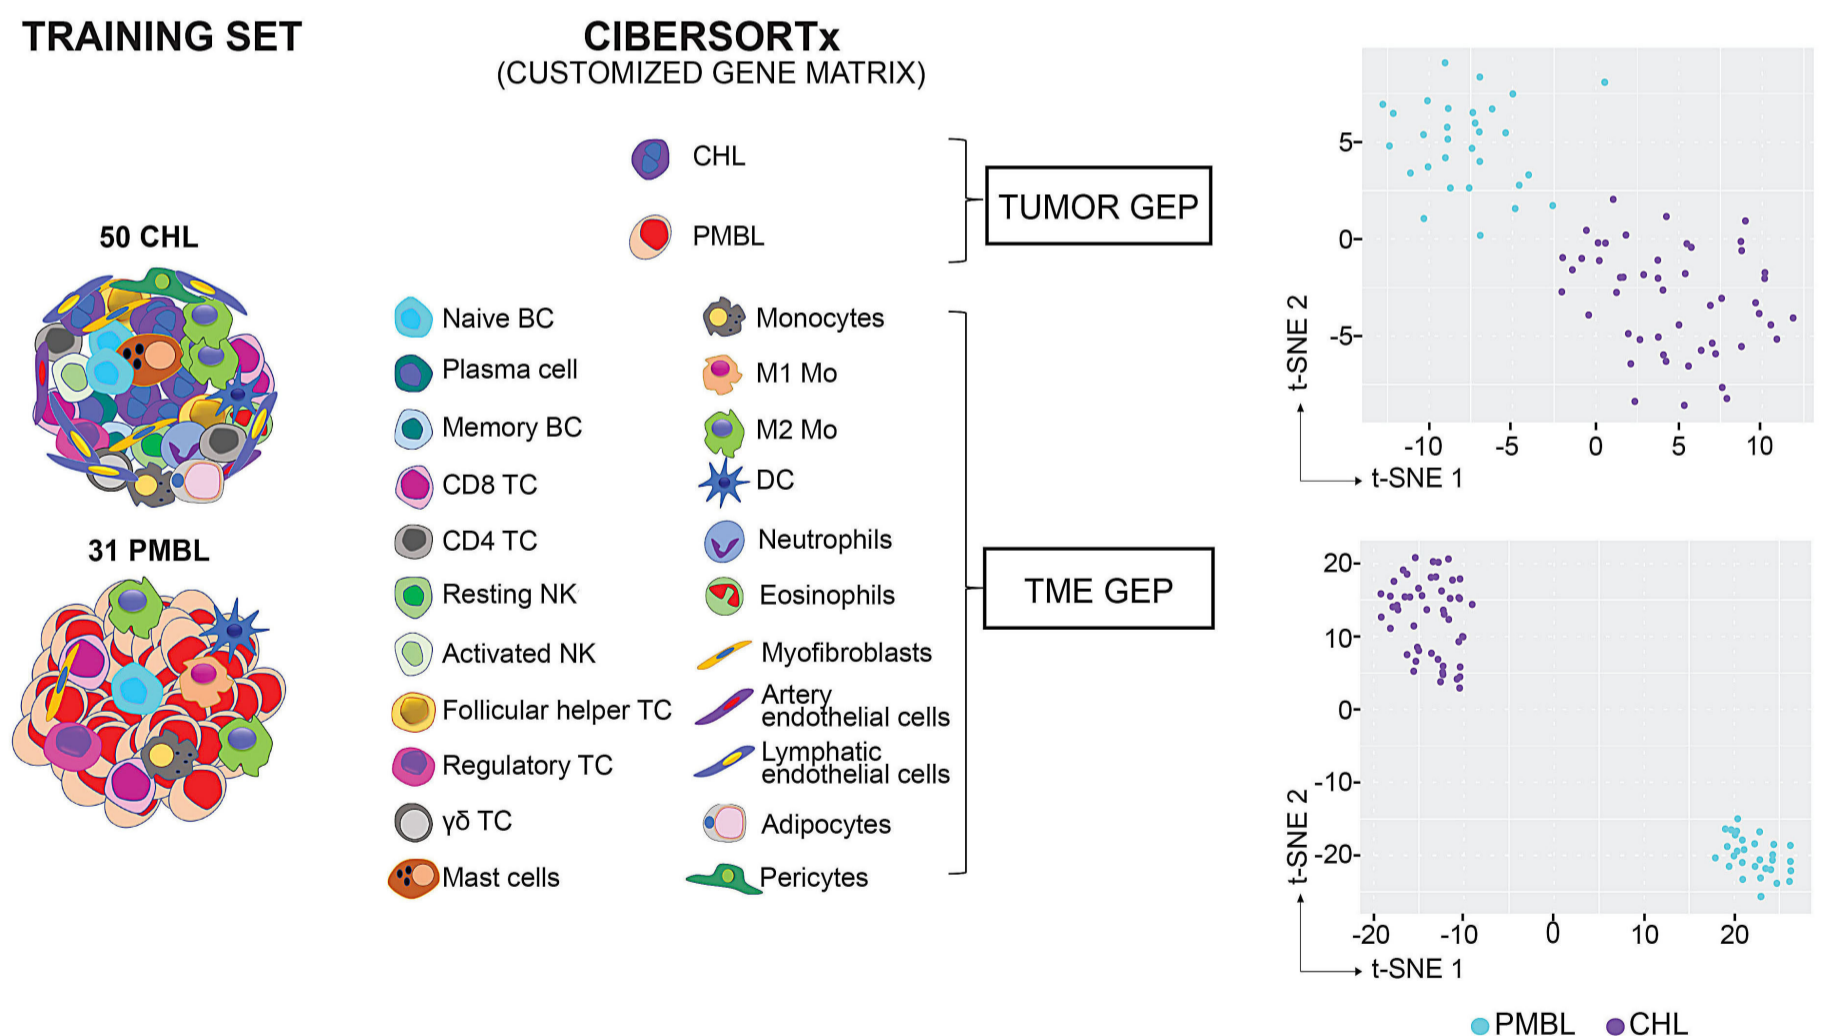 TRAINING SET
CIBERSORTx
(CUSTOMIZED GENE MATRIX)
50 CHL
31 PMBL
CHL
PMBL
TUMOR GEP
Naive BC
Plasma cell
Memory BC
CD8 TC
CD4 TC
Resting NK
Activated NK
Follicular helper TC
Regulatory TC
γδ TC
Mast cells
Monocytes
M1 Mo
M2 Mo
DC
Neutrophils
Eosinophils
Myofibroblasts
Artery
endothelial cells
Lymphatic
endothelial cells
Adipocytes
Pericytes
TME GEP
5
0
-5
t-SNE 2
-10 -5 0 5 10
t-SNE 1
20
10
0
-10
-20
t-SNE 2
-20 -10 0 10 20
t-SNE 1
PMBL CHL